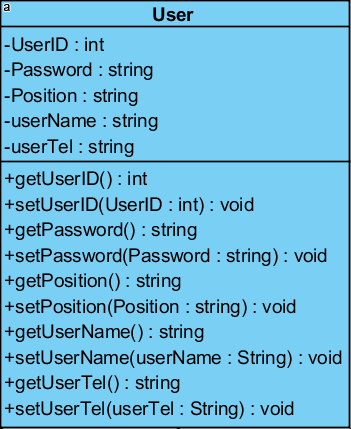 a
User
-UserID : int
-Password : string
-Position : string
-userName : string
-userTel : string
+getUserID() : int
+setUserID(UserID : int) : void
+getPassword() : string
+setPassword(Password : string) : void
+getPosition() : string
+setPosition(Position : string) : void
+getUserName() : string
+setUserName(userName : String) : void
+getUserTel() : string
+setUserTel(userTel : String) : void